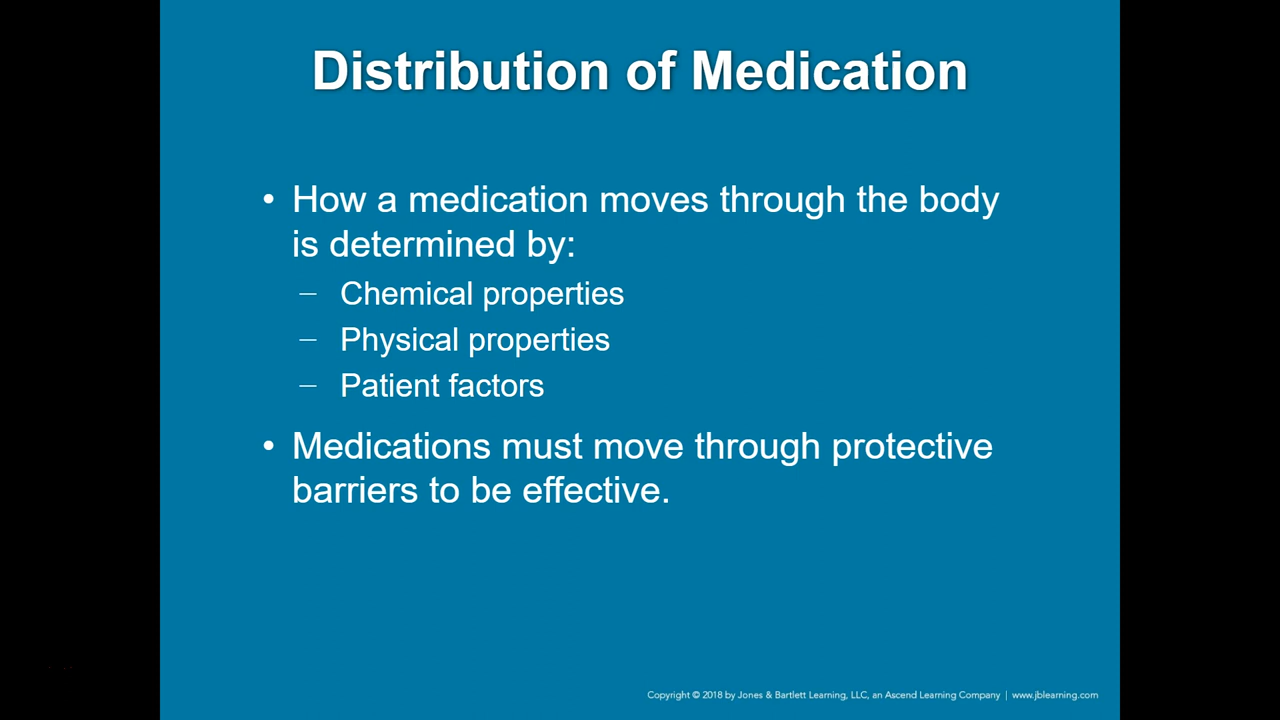 Distribution of Medication
• How a medication moves through the body
is determined by:
– Chemical properties
– Physical properties
– Patient factors
• Medications must move through protective
barriers to be effective.
Copyright © 2018 by Jones & Bartlett Learning, LLC, an Ascend Learning Company | www.jblearning.com